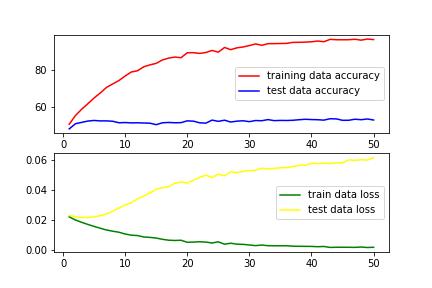 80
60
training data accuracy
test data accuracy
0 10 20 30 40 50
0.06
0.04
0.02
0.00
train data loss
test data loss
0 10 20 30 40 50